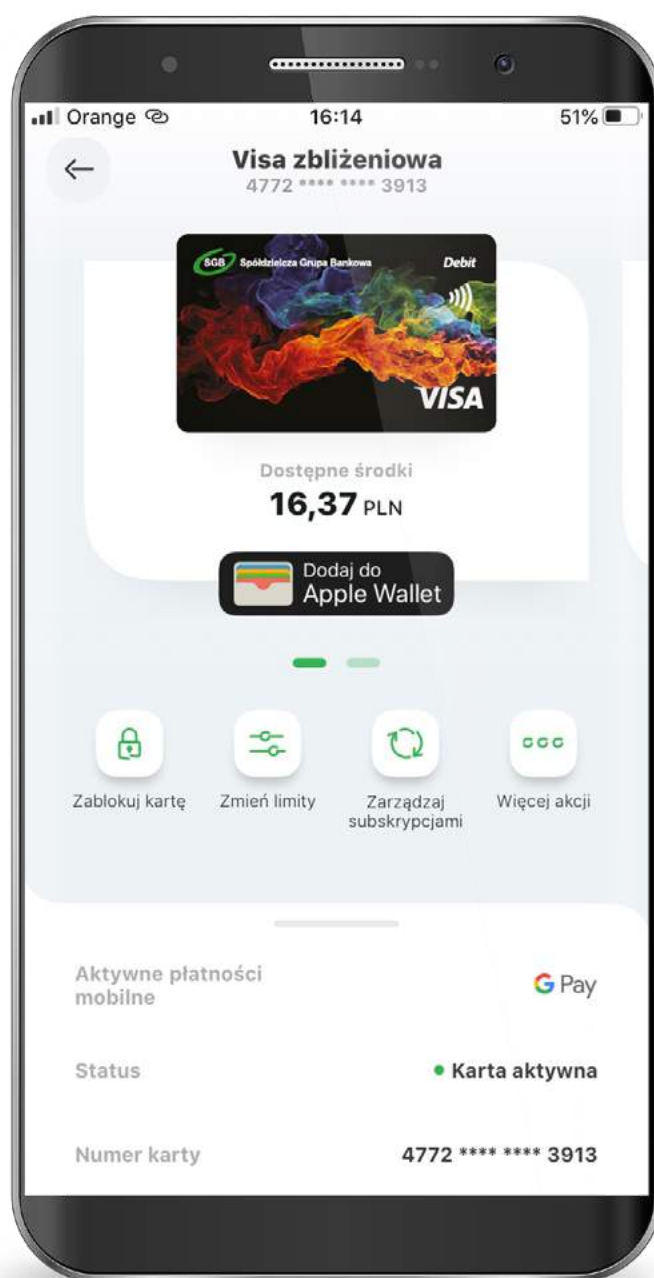 Orange
16:14
51%
Visa zbliżeniowa
4772 **** **** 3913
SGB Spółdzielcza Grupa Bankowa
Debit
VISA
Dostępne środki
16,37 PLN
Dodaj do
Apple Wallet
Zablokuj kartę
Zmień limity
Zarządzaj
subskrypcjami
Więcej akcji
Aktywne płatności
mobilne
G Pay
Status
Karta aktywna
Numer karty
4772 **** **** 3913